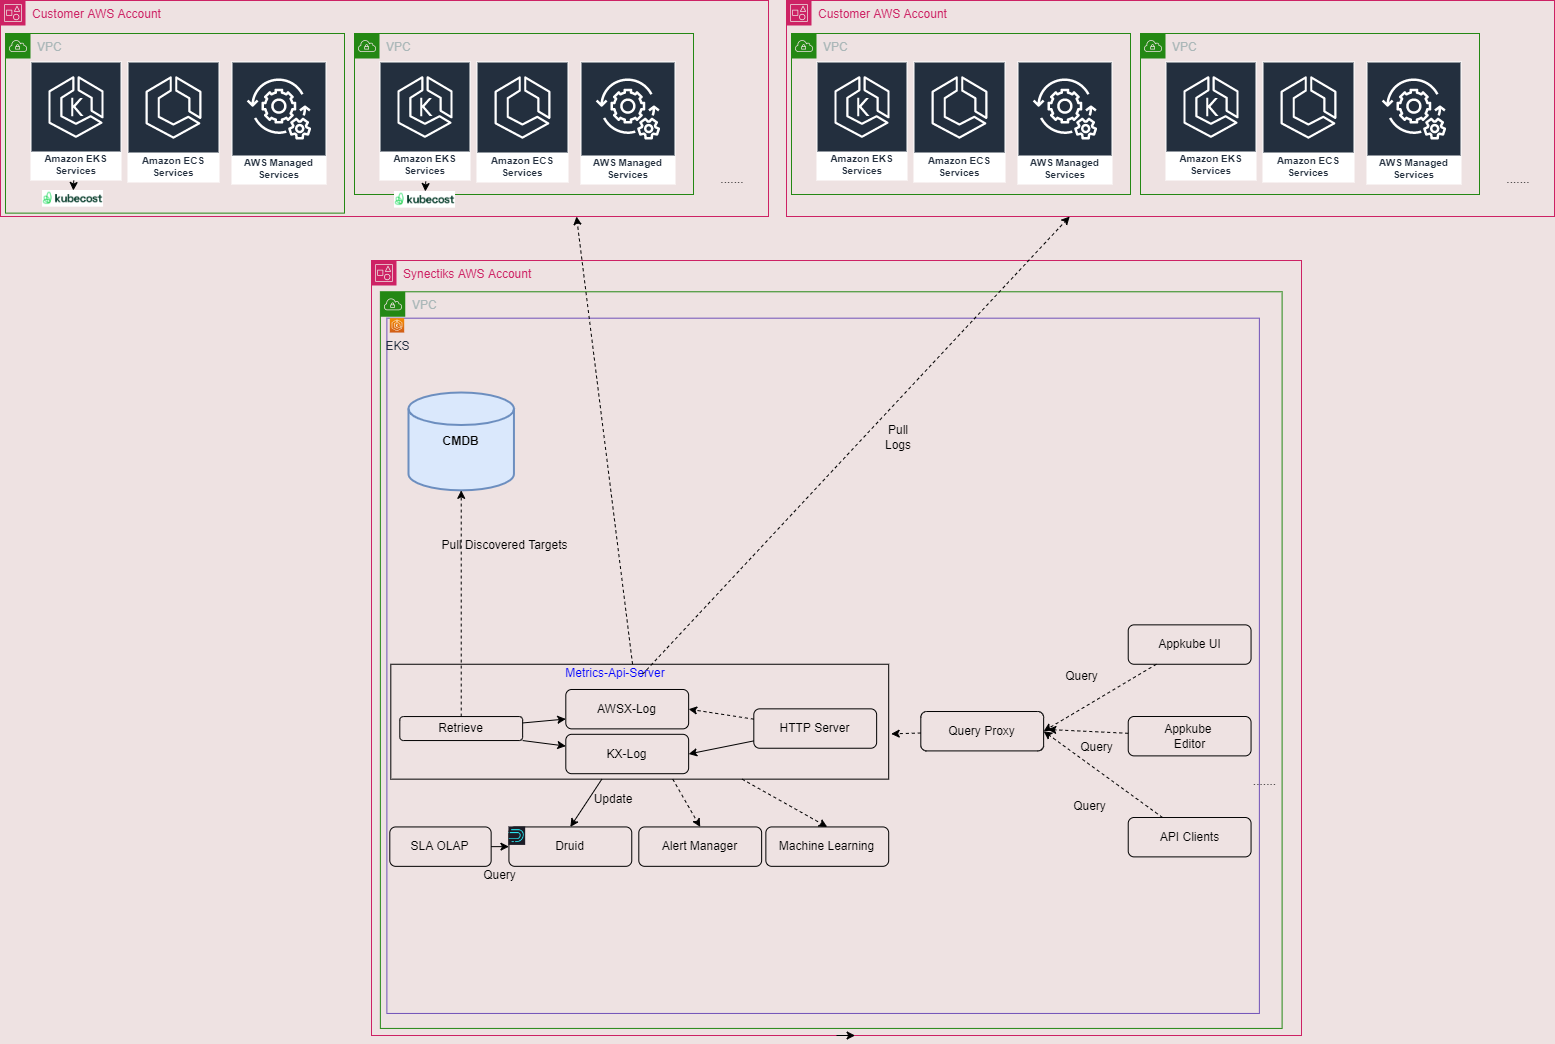 Customer AWS Account
Customer AWS Account
VPC
VPC
VPC
VPC
K
K
K
K
Amazon EKS
Services
Amazon ECS
Services
AWS Managed
Services
Amazon EKS
Services
Amazon ECS
Services
AWS Managed
Services
.......
Amazon EKS
Services
Amazon ECS
Services
AWS Managed
Services
Amazon EKS
Services
Amazon ECS
Services
AWS Managed
Services
.......
kubecost
kubecost
Synectiks AWS Account
VPC
EKS
CMDB
Pull
Logs
Pull Discovered Targets
Metrics-Api-Server
Retrieve
AWSX-Log
KX-Log
HTTP Server
Query Proxy
Appkube UI
Query
Appkube
Editor
Query
.......
Query
API Clients
Update
SLA OLAP
Query
Druid
Alert Manager
Machine Learning